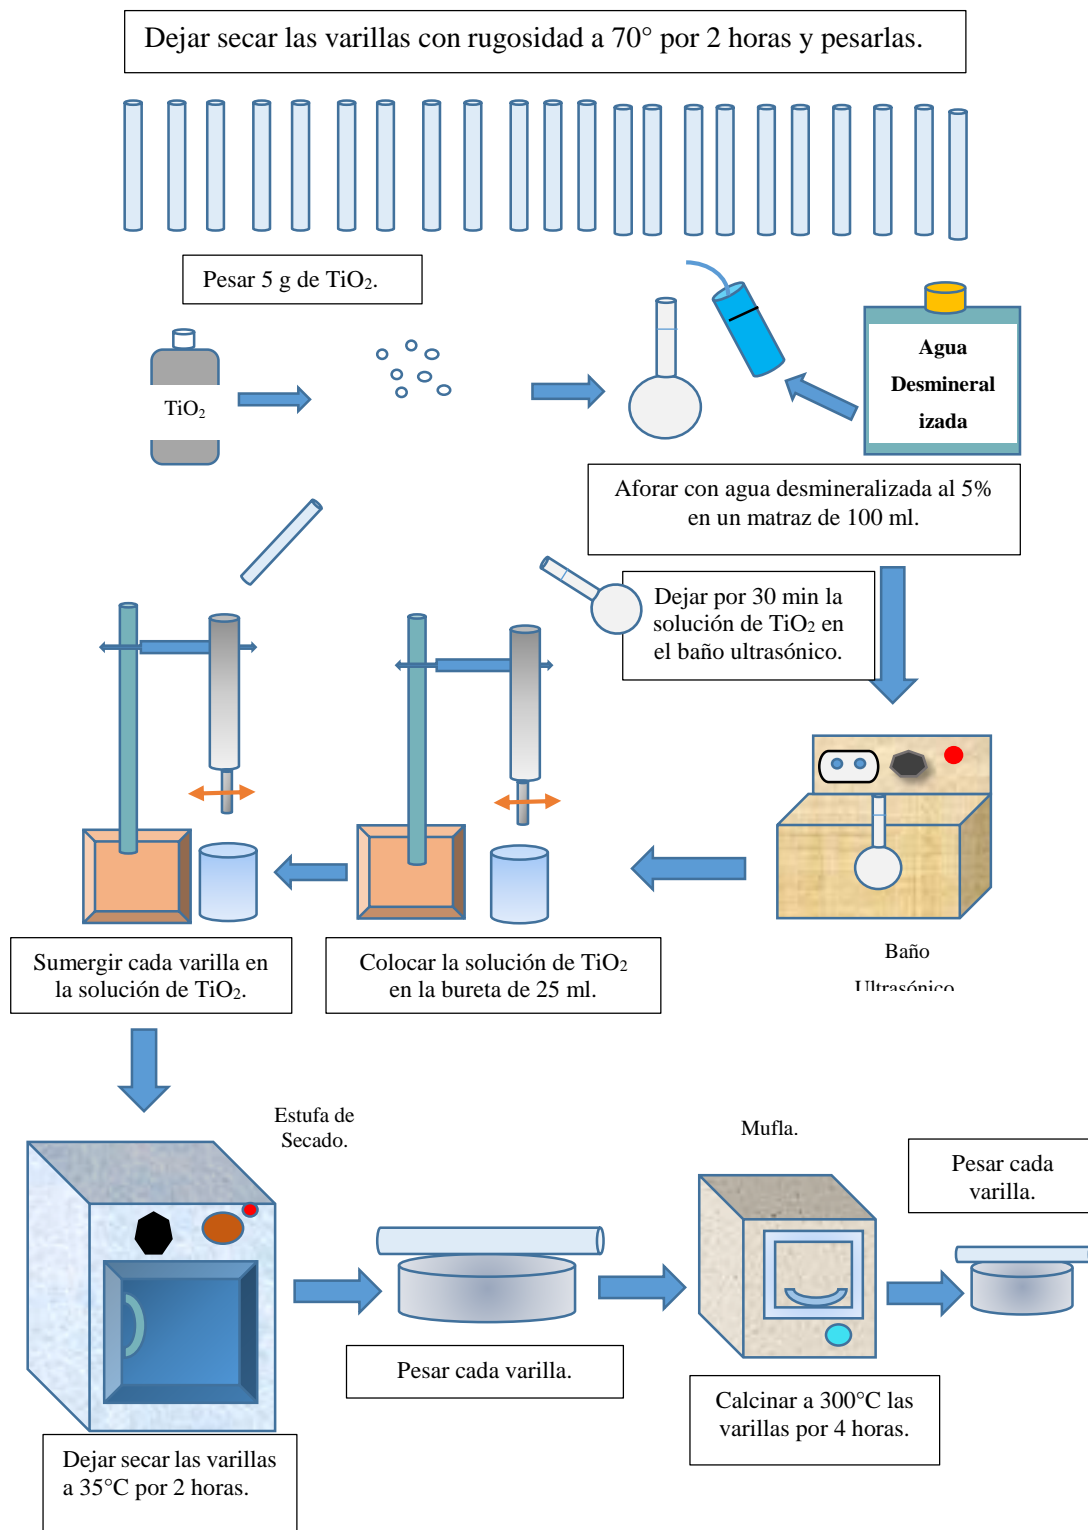 Dejar secar las varillas con rugosidad a 70° por 2 horas y pesarlas.
Pesar 5 g de TiO₂.
TiO₂
Agua
Desmineral
izada
Aforar con agua desmineralizada al 5%
en un matraz de 100 ml.
Dejar por 30 min la
solución de TiO₂ en
el baño ultrasónico.
Baño
Ultrasónico
Colocar la solución de TiO₂
en la bureta de 25 ml.
Sumergir cada varilla en
la solución de TiO₂.
Estufa de
Secado.
Dejar secar las varillas
a 35°C por 2 horas.
Pesar cada varilla.
Mufla.
Calcinar a 300°C las
varillas por 4 horas.
Pesar cada
varilla.